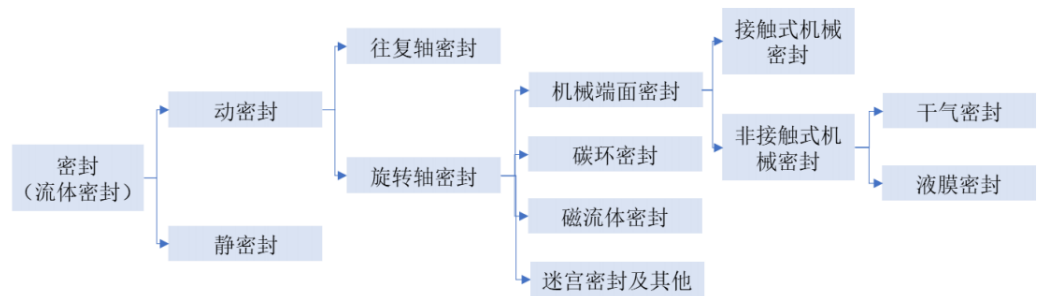 密封
（流体密封）
动密封
静密封
往复轴密封
旋转轴密封
机械端面密封
碳环密封
磁流体密封
迷宫密封及其他
接触式机械
密封
非接触式机
械密封
干气密封
液膜密封